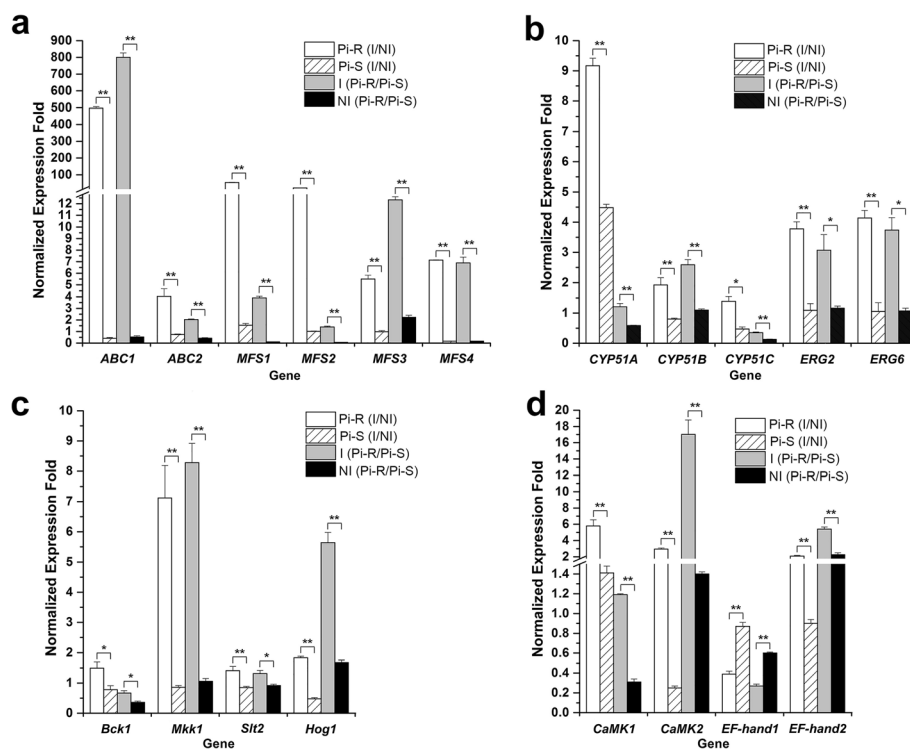 a
900
800
700
600
500
400
300
200
100
12
11
10
9
8
7
6
5
4
3
2
1
0
Normalized Expression Fold
** ** ** ** ** ** ** ** ** ** ** **
Pi-R (I/NI)
Pi-S (I/NI)
I (Pi-R/Pi-S)
NI (Pi-R/Pi-S)
ABC1 ABC2 MFS1 MFS2 MFS3 MFS4
Gene
b
10
9
8
7
6
5
4
3
2
1
0
Normalized Expression Fold
** ** ** ** * ** ** * ** *
Pi-R (I/NI)
Pi-S (I/NI)
I (Pi-R/Pi-S)
NI (Pi-R/Pi-S)
CYP51A CYP51B CYP51C ERG2 ERG6
Gene
c
10
9
8
7
6
5
4
3
2
1
0
Normalized Expression Fold
* * ** ** ** * ** **
Pi-R (I/NI)
Pi-S (I/NI)
I (Pi-R/Pi-S)
NI (Pi-R/Pi-S)
Bck1 Mkk1 Slt2 Hog1
Gene
d
20
18
16
14
12
10
8
6
4
2
1.4
1.2
1.0
0.8
0.6
0.4
0.2
0.0
Normalized Expression Fold
** ** ** ** ** ** ** **
Pi-R (I/NI)
Pi-S (I/NI)
I (Pi-R/Pi-S)
NI (Pi-R/Pi-S)
CaMK1 CaMK2 EF-hand1 EF-hand2
Gene